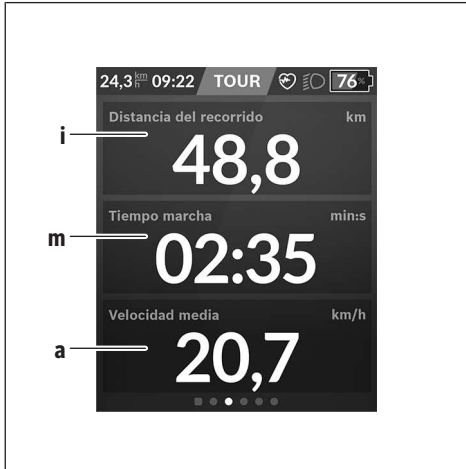 24,3 km/h 09:22 TOUR 76%
i Distancia del recorrido km
48,8
m Tiempo marcha min:s
02:35
a Velocidad media km/h
20,7